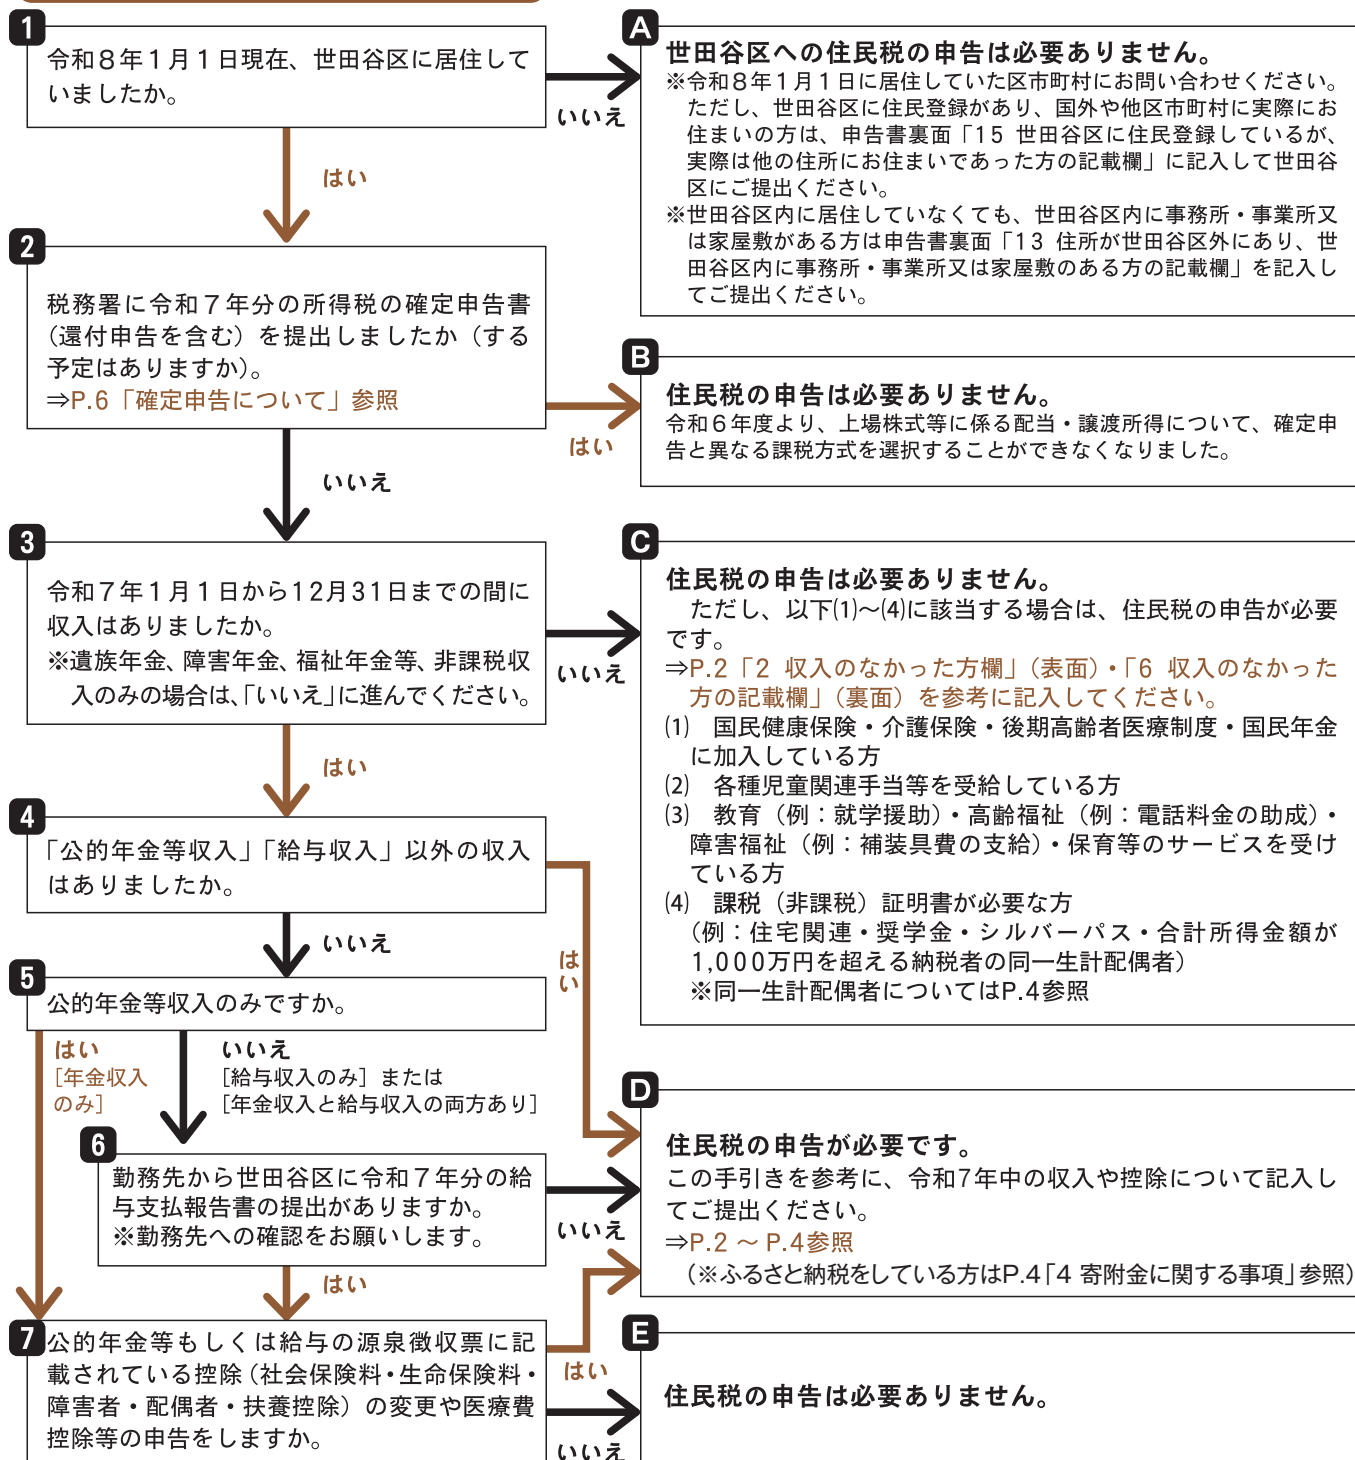 1
令和８年１月１日現在、世田谷区に居住して
いましたか。
いいえ
はい
A
世田谷区への住民税の申告は必要ありません。
※令和８年１月１日に居住していた区市町村にお問い合わせください。
ただし、世田谷区に住民登録があり、国外や他区市町村に実際にお
住まいの方は、申告書裏面「15 世田谷区に住民登録しているが、
実際は他の住所にお住まいであった方の記載欄」に記入して世田谷
区にご提出ください。
※世田谷区内に居住していなくても、世田谷区内に事務所・事業所又
は家屋敷がある方は申告書裏面「13 住所が世田谷区外にあり、世
田谷区内に事務所・事業所又は家屋敷のある方の記載欄」を記入し
てご提出ください。
2
税務署に令和７年分の所得税の確定申告書
（還付申告を含む）を提出しましたか（する
予定はありますか）。
⇒P.6「確定申告について」参照
はい
いいえ
B
住民税の申告は必要ありません。
令和６年度より、上場株式等に係る配当・譲渡所得について、確定申
告と異なる課税方式を選択することができなくなりました。
3
令和７年１月１日から12月31日までの間に
収入はありましたか。
※遺族年金、障害年金、福祉年金等、非課税収
入のみの場合は、「いいえ」に進んでください。
いいえ
はい
C
住民税の申告は必要ありません。
ただし、以下⑴～⑷に該当する場合は、住民税の申告が必要
です。
⇒P.2「2 収入のなかった方欄」（表面）・「6 収入のなかった
方の記載欄」（裏面）を参考に記入してください。
⑴ 国民健康保険・介護保険・後期高齢者医療制度・国民年金
に加入している方
⑵ 各種児童関連手当等を受給している方
⑶ 教育（例：就学援助）・高齢福祉（例：電話料金の助成）・
障害福祉（例：補装具費の支給）・保育等のサービスを受け
ている方
⑷ 課税（非課税）証明書が必要な方
（例：住宅関連・奨学金・シルバーパス・合計所得金額が
1,000万円を超える納税者の同一生計配偶者）
※同一生計配偶者についてはP.4参照
4
「公的年金等収入」「給与収入」以外の収入
はありましたか。
いいえ
はい
5
公的年金等収入のみですか。
はい
［年金収入
のみ］
いいえ
［給与収入のみ］または
［年金収入と給与収入の両方あり］
6
勤務先から世田谷区に令和７年分の給
与支払報告書の提出がありますか。
※勤務先への確認をお願いします。
いいえ
はい
D
住民税の申告が必要です。
この手引きを参考に、令和7年中の収入や控除について記入し
てご提出ください。
⇒P.2 ～ P.4参照
（※ふるさと納税をしている方はP.4「4 寄附金に関する事項」参照）
7
公的年金等もしくは給与の源泉徴収票に記
載されている控除（社会保険料・生命保険料・
障害者・配偶者・扶養控除）の変更や医療費
控除等の申告をしますか。
はい
いいえ
E
住民税の申告は必要ありません。